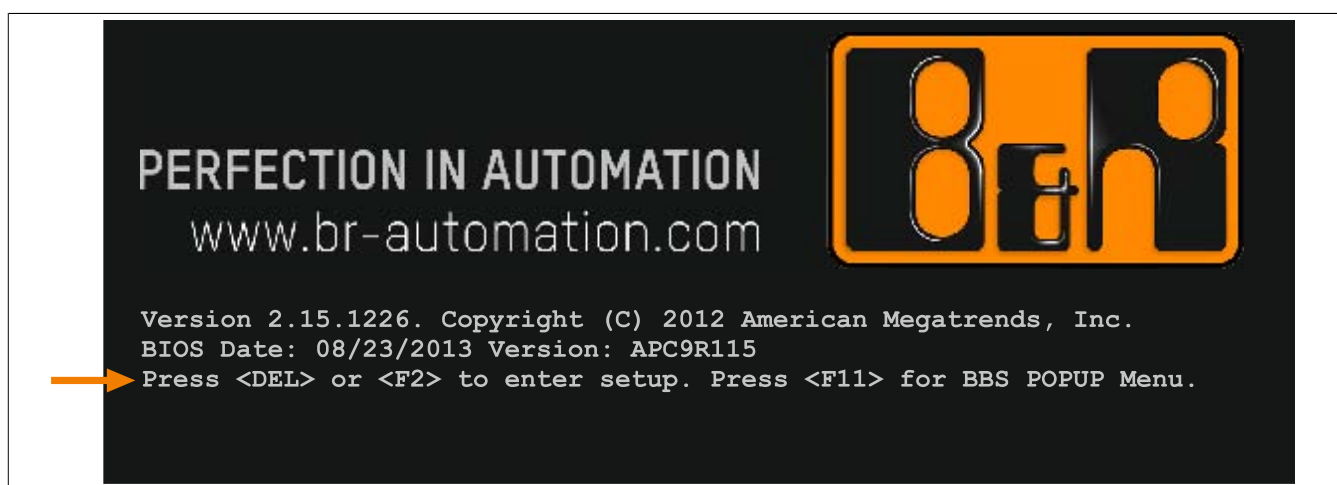 PERFECTION IN AUTOMATION
www.br-automation.com
B&R
Version 2.15.1226. Copyright (C) 2012 American Megatrends, Inc.
BIOS Date: 08/23/2013 Version: APC9R115
Press <DEL> or <F2> to enter setup. Press <F11> for BBS POPUP Menu.